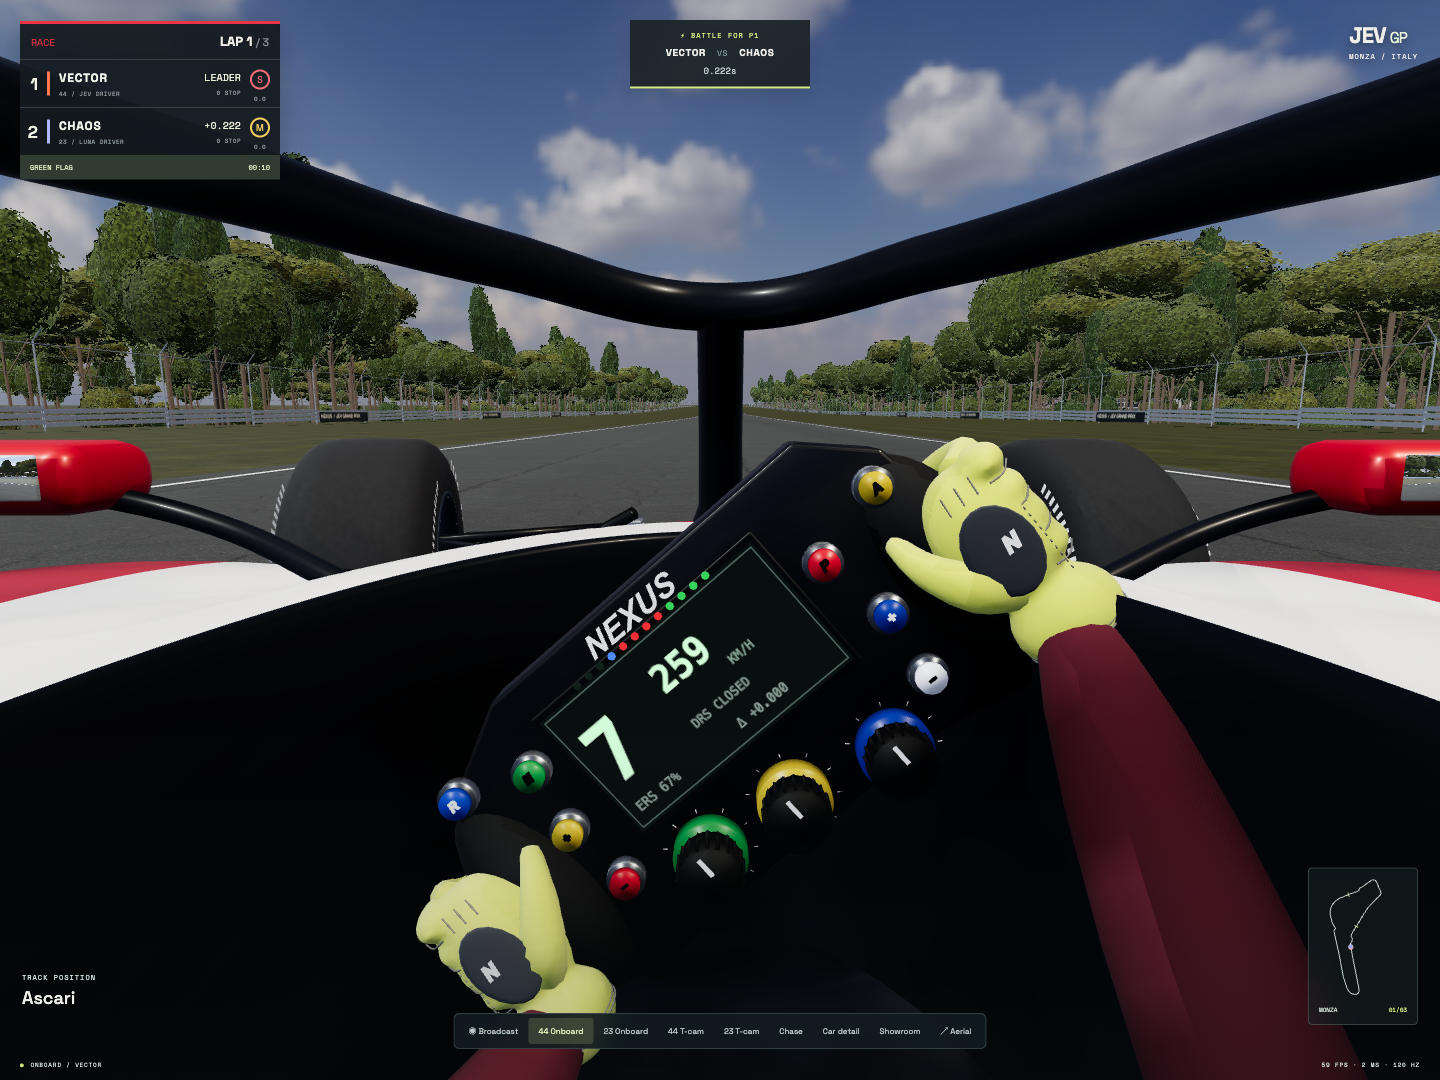 RACE
LAP 1 / 3
1 VECTOR LEADER S
44 / JEV DRIVER 0 STOP 0.0
2 CHAOS +0.222 M
23 / LUNA DRIVER 0 STOP 0.0
GREEN FLAG 00:10
⚡ BATTLE FOR P1
VECTOR VS CHAOS
0.222s
JEV GP
MONZA / ITALY
NEXUS
259 KM/H
DRS CLOSED
Δ +0.000
7
ERS 67%
A
P
R
N
N
TRACK POSITION
Ascari
ONBOARD / VECTOR
Broadcast 44 Onboard 23 Onboard 44 T-cam 23 T-cam Chase Car detail Showroom ↗ Aerial
MONZA 01/03
59 FPS · 2 MS · 120 HZ